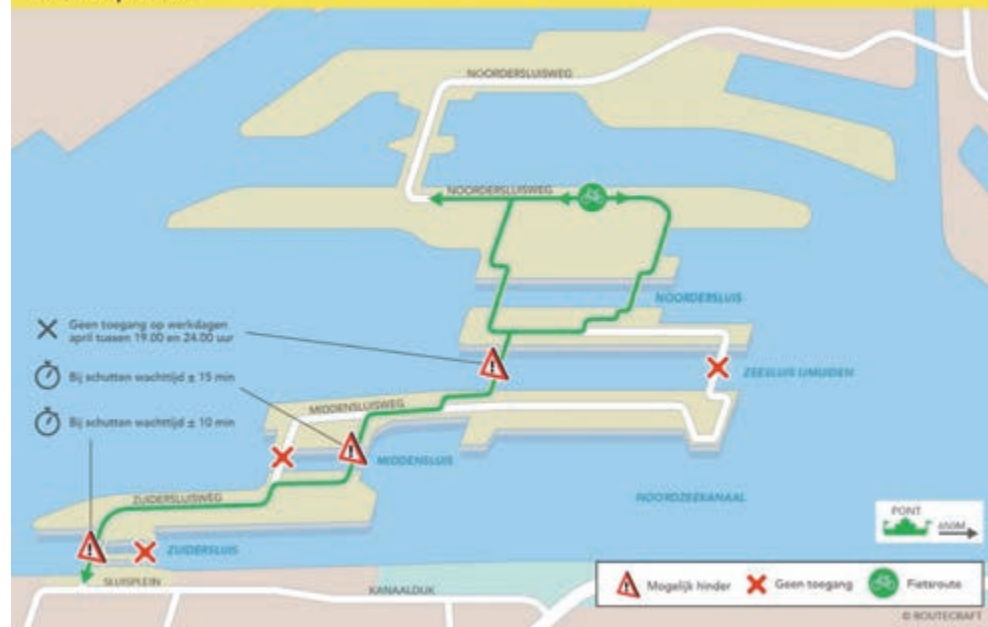 NOORDERSLUISWEG
NOORDERSLUISWEG
NOORDERSLUIS
Geen toegang op werkdagen
april tussen 19.00 en 24.00 uur
Bij schutten wachttijd ± 15 min
ZEESLUIS IJMUIDEN
MIDDENSLUISWEG
Bij schutten wachttijd ± 10 min
MIDDENSLUIS
ZUIDERSLUISWEG
NOORDZEEKANAAL
PONT
650M
ZUIDERSLUIS
SLUISPLEIN
KANAALDIJK
Mogelijk hinder
Geen toegang
Fietsroute
© ROUTECRAFT